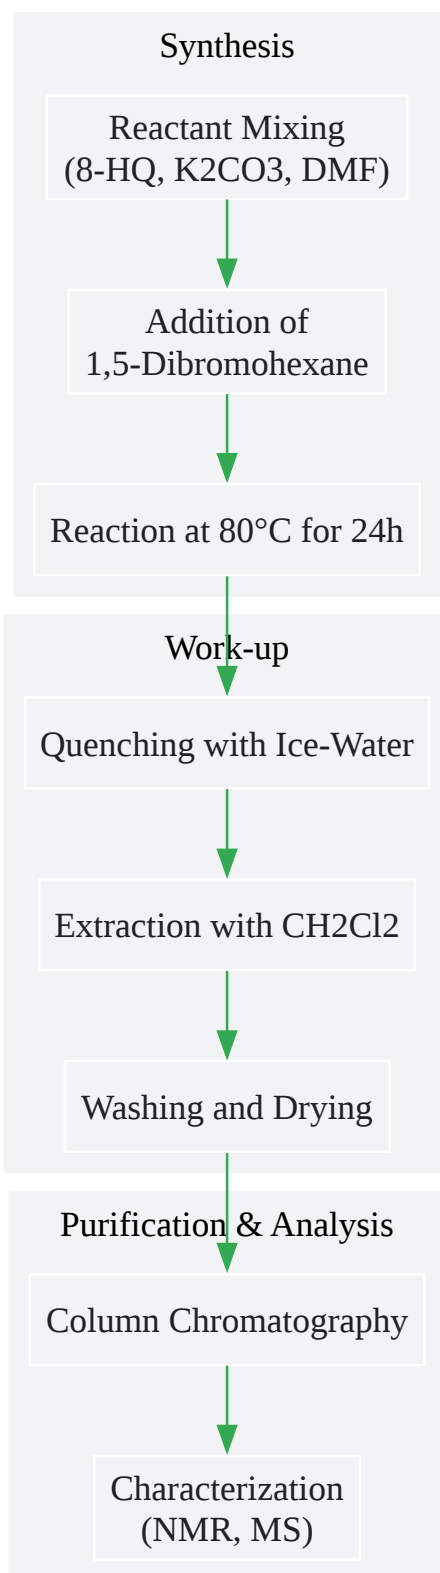 Synthesis
Reactant Mixing
(8-HQ, K2CO3, DMF)
Addition of
1,5-Dibromohexane
Reaction at 80°C for 24h
Work-up
Quenching with Ice-Water
Extraction with CH2Cl2
Washing and Drying
Purification & Analysis
Column Chromatography
Characterization
(NMR, MS)